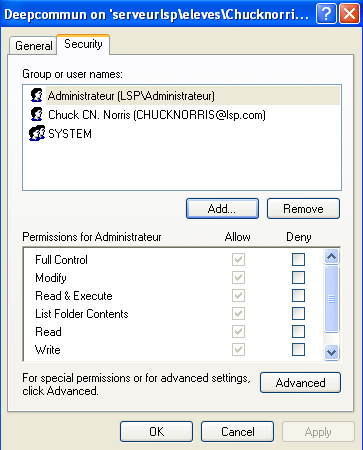 Deepcommun on 'serveurlsp\eleves\Chucknorri...
General Security
Group or user names:
Administrateur (LSP\Administrateur)
Chuck CN. Norris (CHUCKNORRIS@lsp.com)
SYSTEM
Add... Remove
Permissions for Administrateur Allow Deny
Full Control
Modify
Read & Execute
List Folder Contents
Read
Write
For special permissions or for advanced settings,
click Advanced. Advanced
OK Cancel Apply